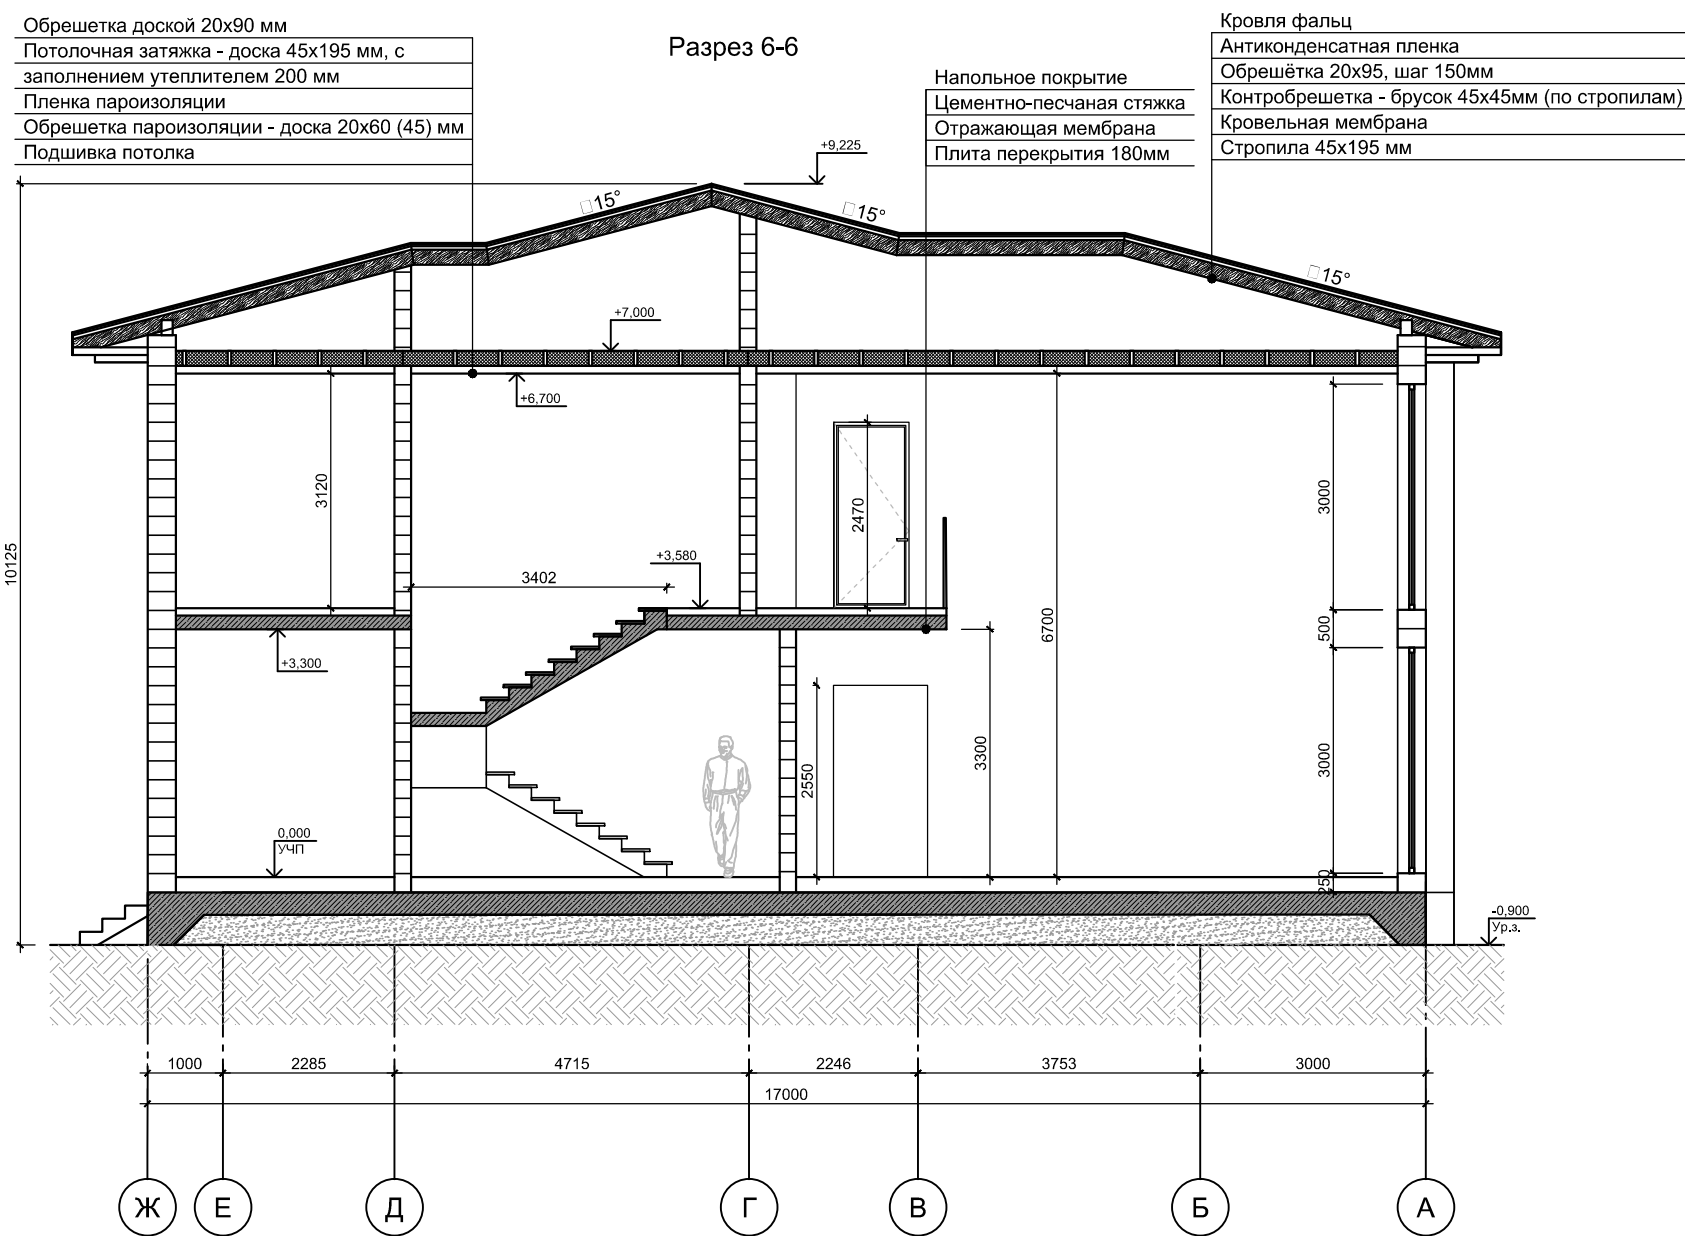 Обрешетка доской 20х90 мм
Потолочная затяжка - доска 45х195 мм, с
заполнением утеплителем 200 мм
Пленка пароизоляции
Обрешетка пароизоляции - доска 20х60 (45) мм
Подшивка потолка
Разрез 6-6
Напольное покрытие
Цементно-песчаная стяжка
Отражающая мембрана
Плита перекрытия 180мм
Кровля фальц
Антиконденсатная пленка
Обрешётка 20х95, шаг 150мм
Контробрешетка - брусок 45х45мм (по стропилам)
Кровельная мембрана
Стропила 45х195 мм
+9,225
15°
15°
15°
+7,000
+6,700
3120
2470
3000
10125
+3,580
3402
6700
500
+3,300
2550
3300
3000
0,000
УЧП
250
-0,900
Ур.з.
1000
2285
4715
2246
3753
3000
17000
Ж
Е
Д
Г
В
Б
А